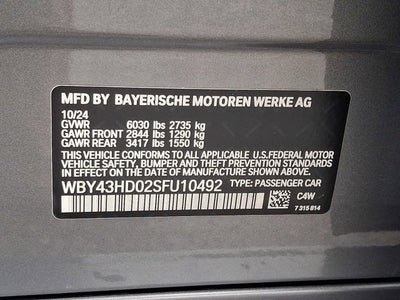 MFD BY BAYERISCHE MOTOREN WERKE AG
10/24
GVWR 6030 lbs 2735 kg
GAWR FRONT 2844 lbs 1290 kg
GAWR REAR 3417 lbs 1550 kg
THIS VEHICLE CONFORMS TO ALL APPLICABLE U.S.FEDERAL MOTOR
VEHICLE SAFETY, BUMPER AND THEFT PREVENTION STANDARDS
IN EFFECT ON THE DATE OF MANUFACTURE SHOWN ABOVE.
WBY43HD02SFU10492 TYPE: PASSENGER CAR
C4W
7 315 814